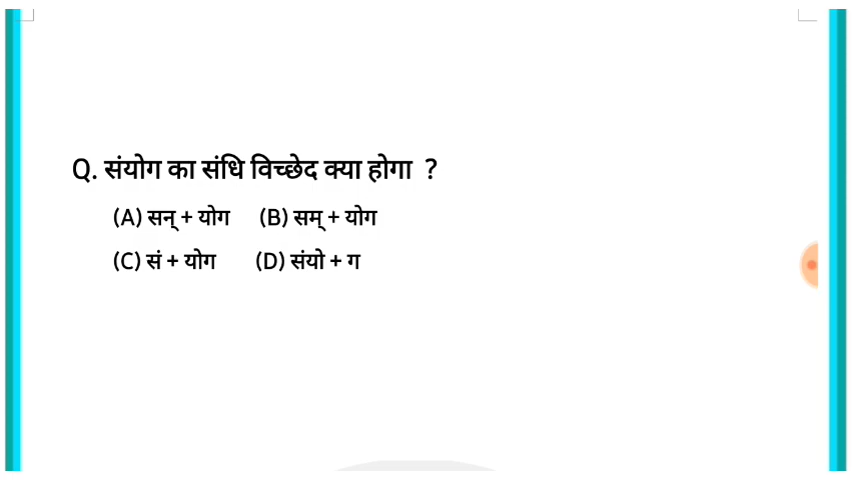 Q. संयोग का संधि विच्छेद क्या होगा ?
(A) सन् + योग (B) सम् + योग
(C) सं + योग (D) संयो + ग